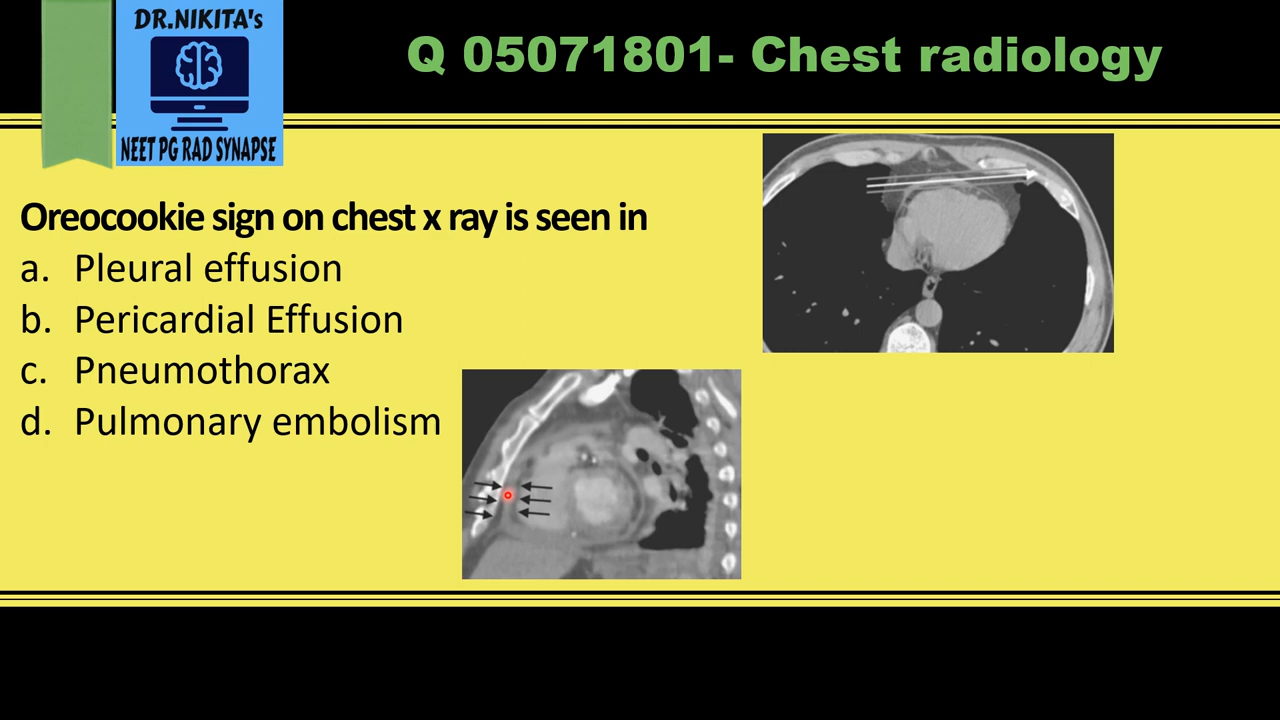 DR.NIKITA's
NEET PG RAD SYNAPSE
Q 05071801- Chest radiology
Oreocookie sign on chest x ray is seen in
a. Pleural effusion
b. Pericardial Effusion
c. Pneumothorax
d. Pulmonary embolism